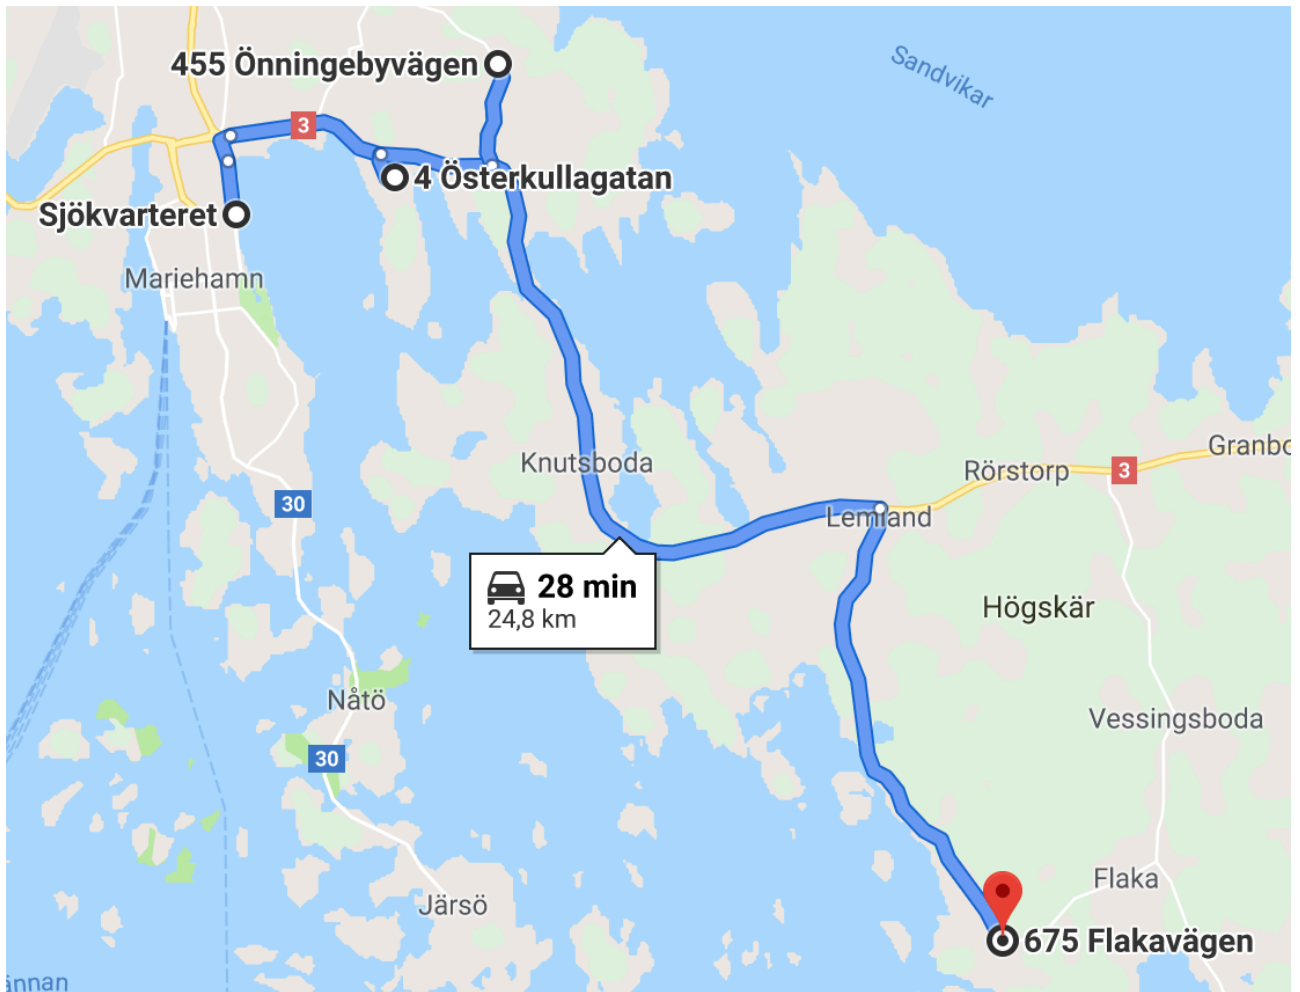 455 Önningebyvägen
Sandvikar
3
4 Österkullagatan
Sjökvarteret
Mariehamn
Knutsboda
Granbo
Rörstorp
3
30
Lemland
28 min
24,8 km
Högskär
Nåtö
Vessingsboda
30
Flaka
Järsö
675 Flakavägen
ännan